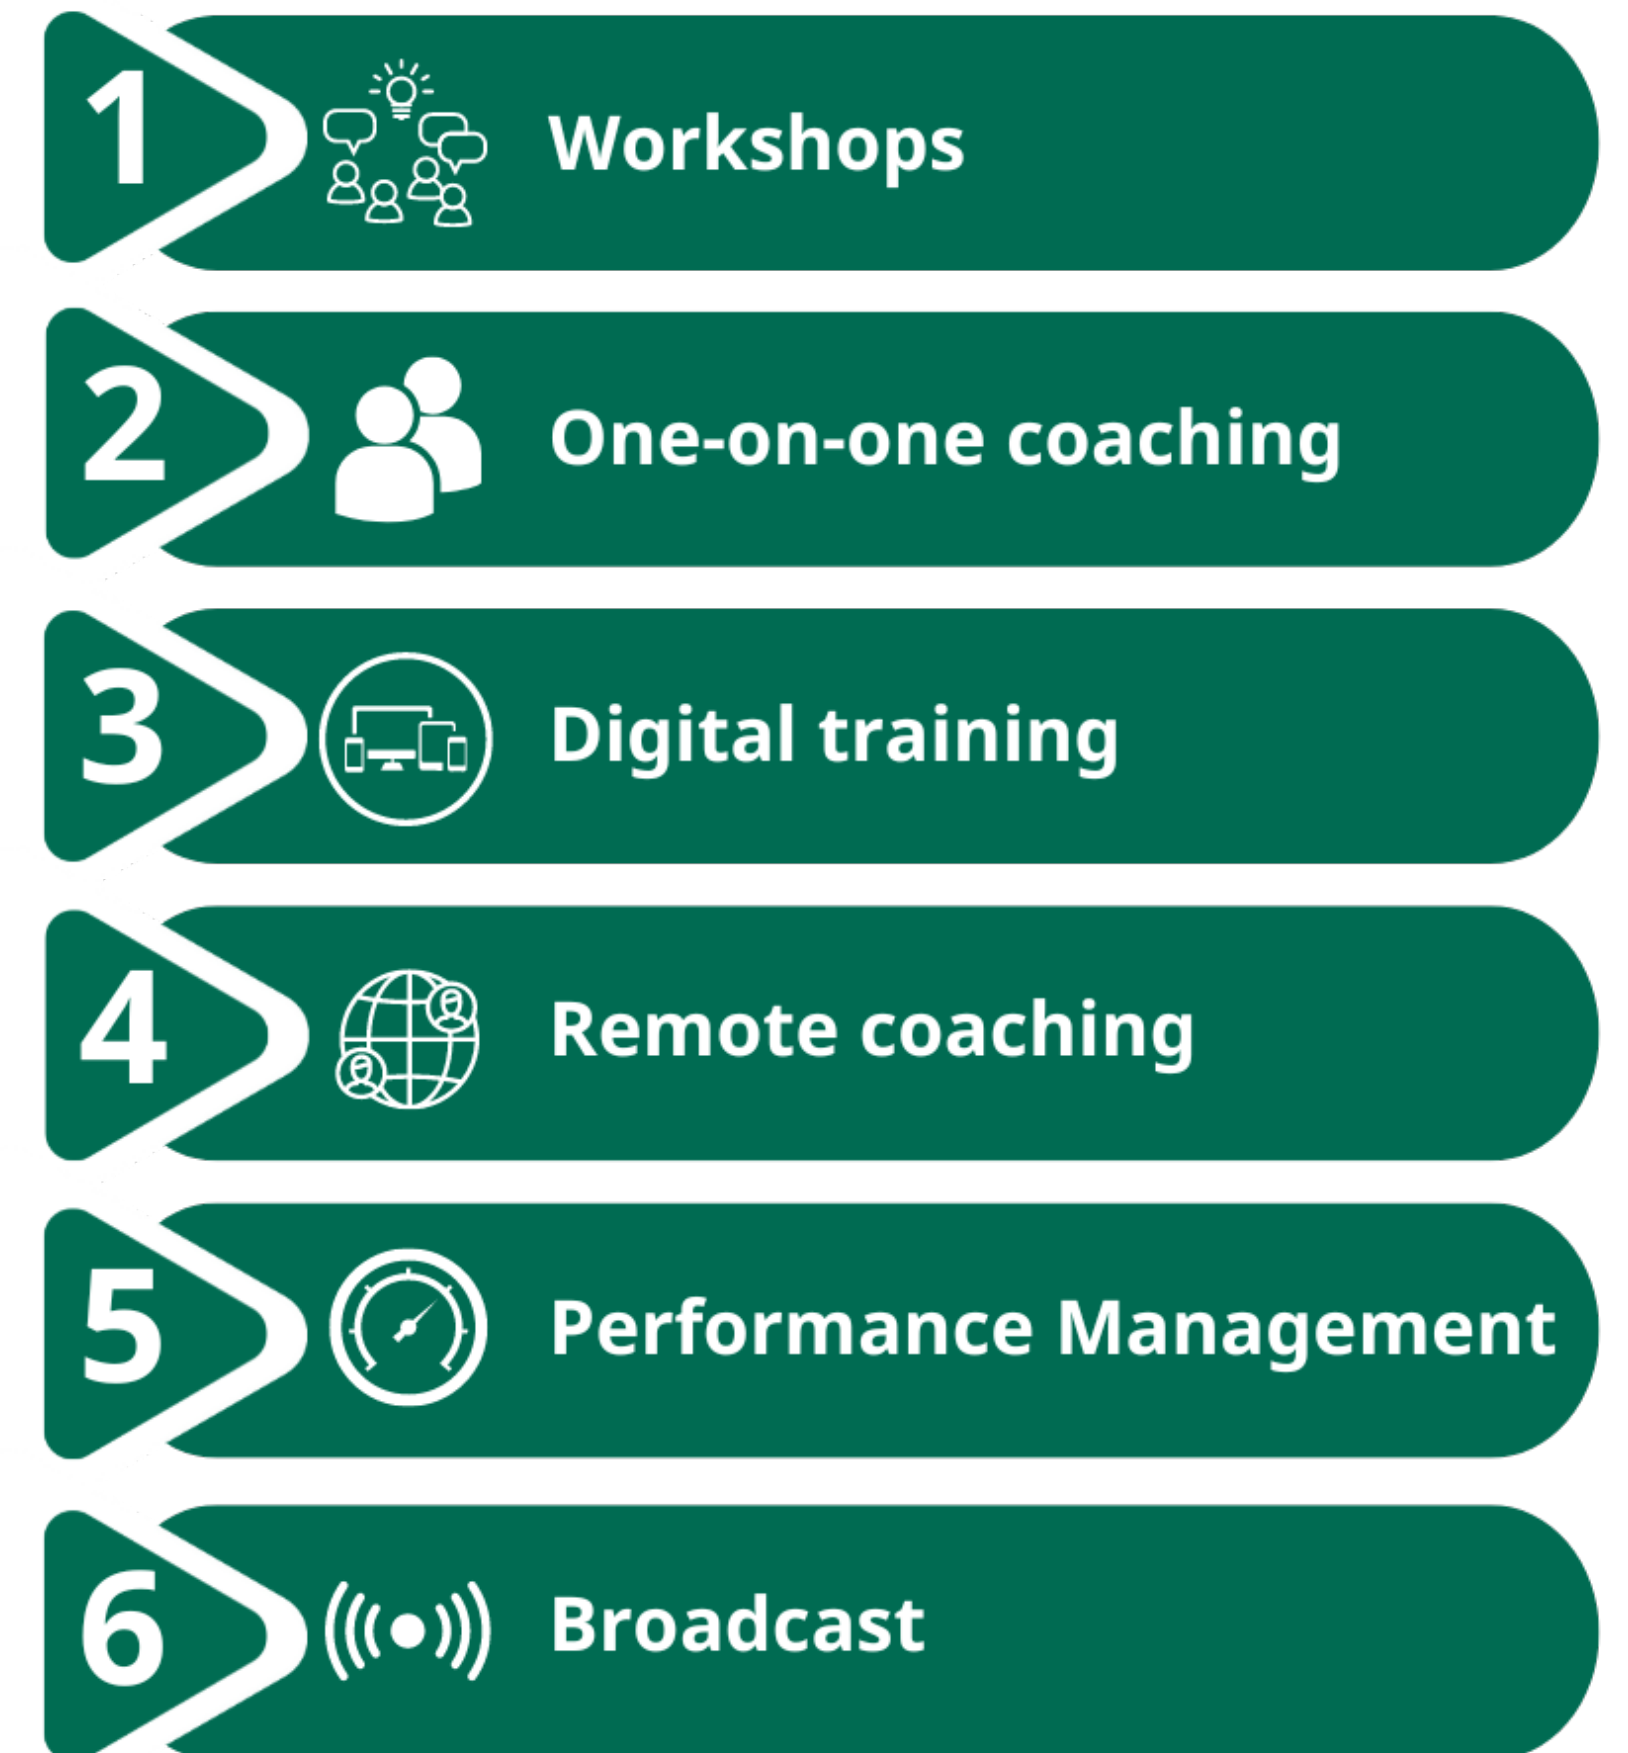 1 Workshops
2 One-on-one coaching
3 Digital training
4 Remote coaching
5 Performance Management
6 Broadcast